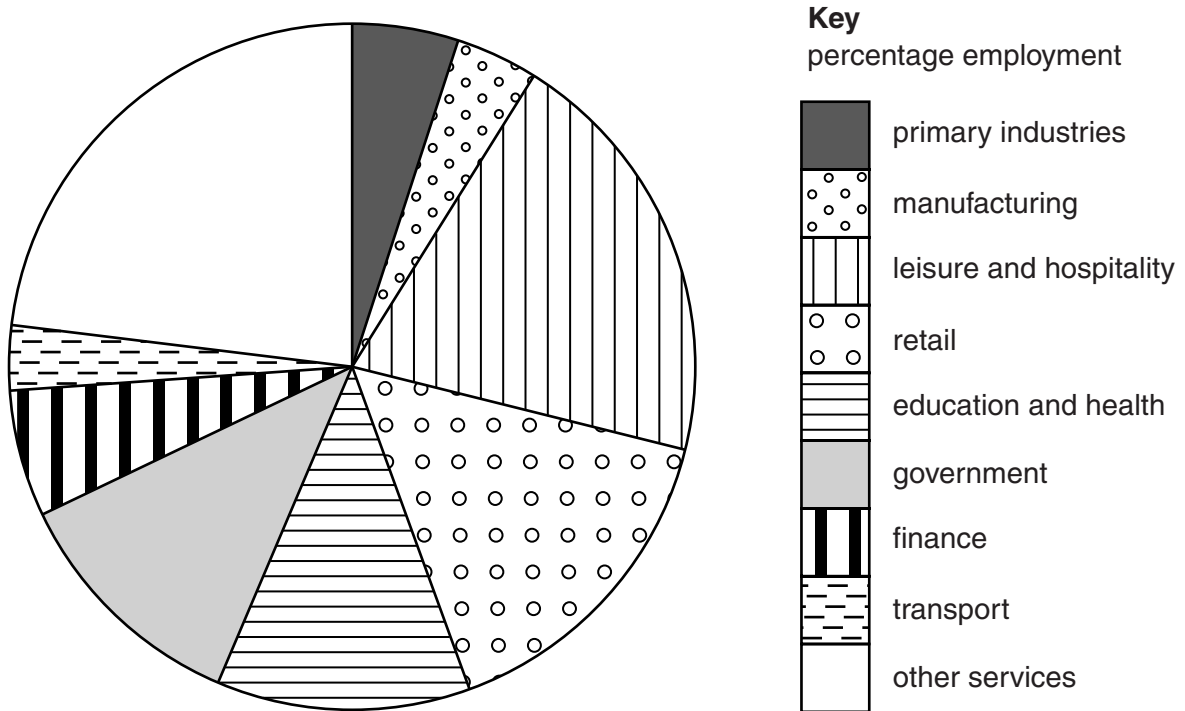 Key
percentage employment
primary industries
manufacturing
leisure and hospitality
retail
education and health
government
finance
transport
other services